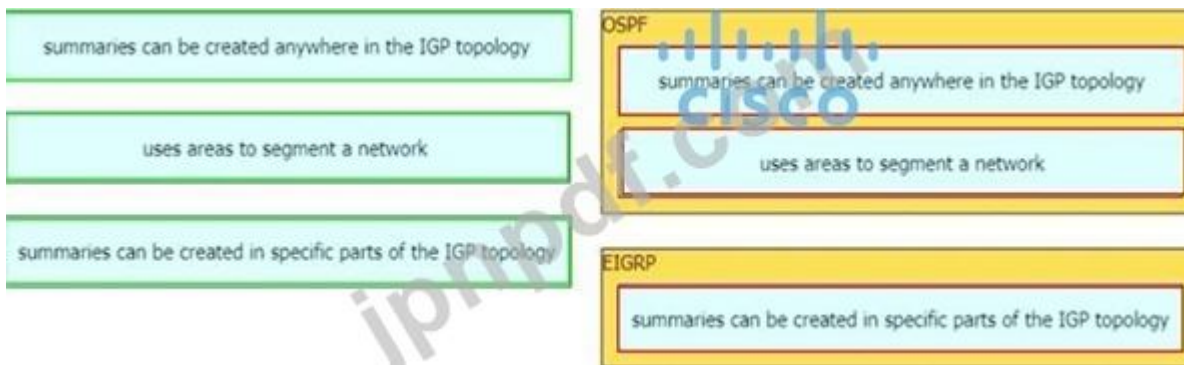 summaries can be created anywhere in the IGP topology
uses areas to segment a network
summaries can be created in specific parts of the IGP topology
OSPF
summaries can be created anywhere in the IGP topology
uses areas to segment a network
EIGRP
summaries can be created in specific parts of the IGP topology
CISCO
jpnpdf.com